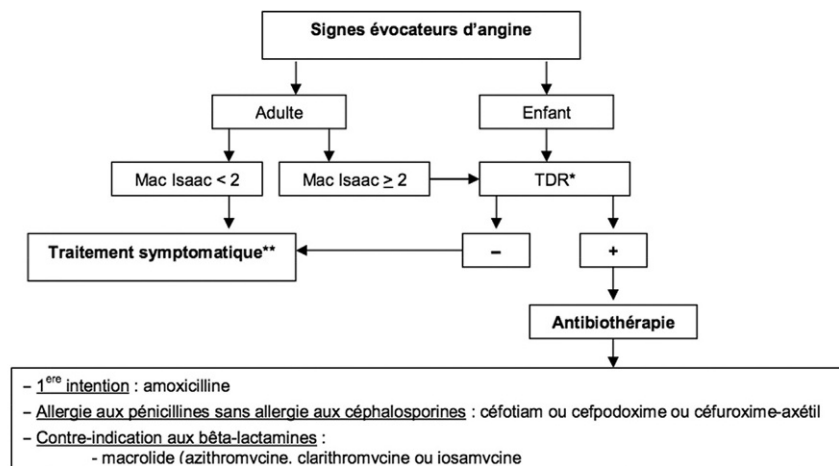 Signes évocateurs d'angine
Adulte
Enfant
Mac Isaac < 2
Mac Isaac ≥ 2
TDR*
Traitement symptomatique**
–
+
Antibiothérapie
– 1ere intention : amoxicilline
– Allergie aux pénicillines sans allergie aux céphalosporines : céfotiam ou cefpodoxime ou céfuroxime-axétil
– Contre-indication aux bêta-lactamines :
- macrolide (azithromycine, clarithromycine ou josamycine